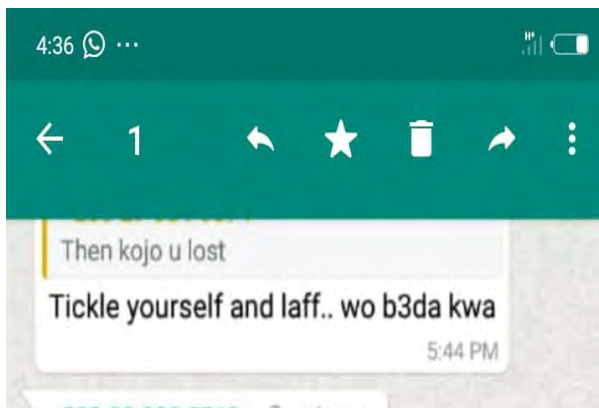 4:36
H+
1
Then kojo u lost
Tickle yourself and laff.. wo b3da kwa
5:44 PM